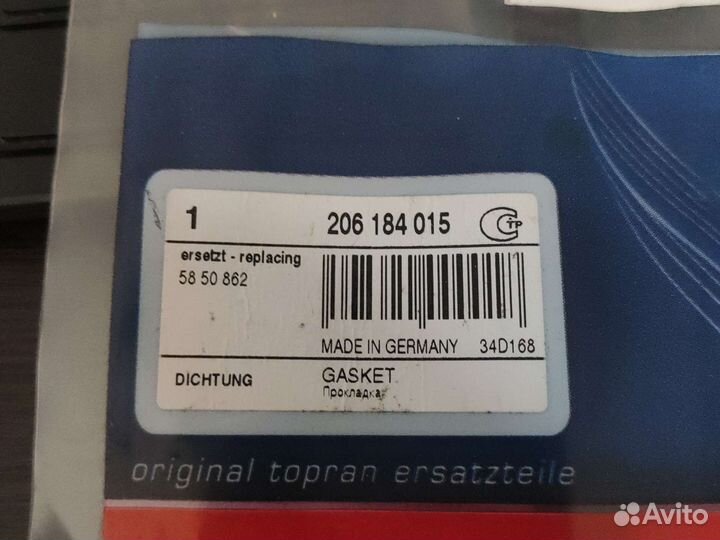 1 206 184 015 СТР
ersetzt - replacing
58 50 862
MADE IN GERMANY 34D168
DICHTUNG GASKET
Прокладка
original topran ersatzteile
Avito